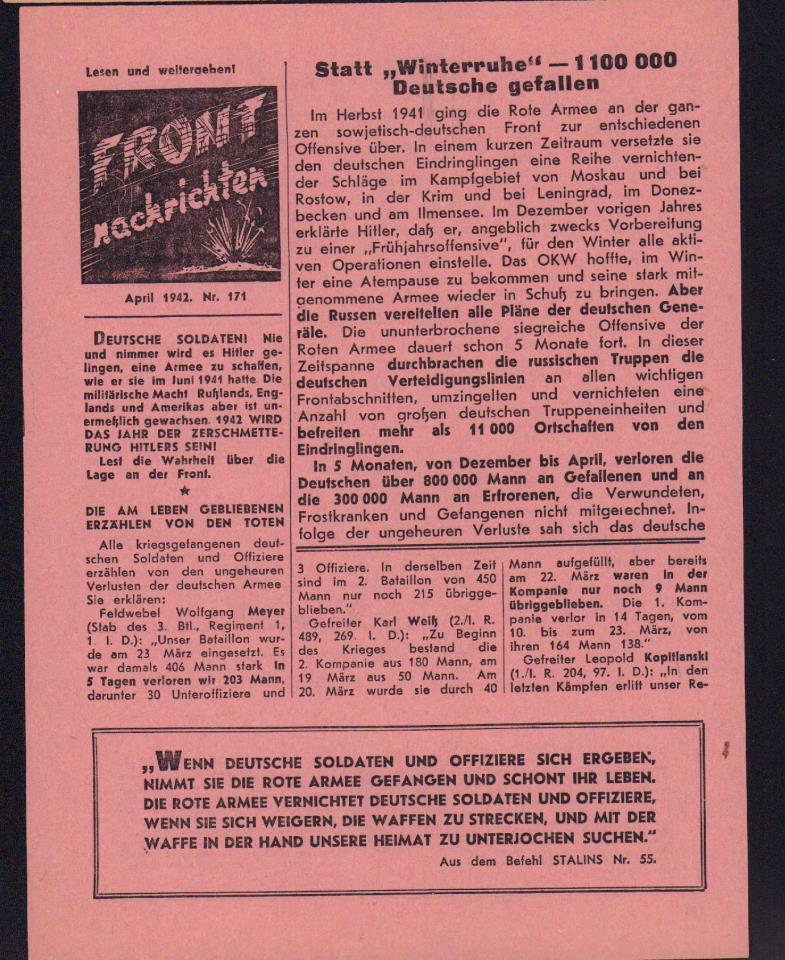 Lesen und weitergeben!
FRONT
nachrichten
April 1942. Nr. 171
DEUTSCHE SOLDATEN! Nie
und nimmer wird es Hitler ge-
lingen, eine Armee zu schaffen,
wie er sie im Juni 1941 hatte. Die
militärische Macht Rußlands, Eng-
lands und Amerikas aber ist un-
ermeßlich gewachsen. 1942 WIRD
DAS JAHR DER ZERSCHMETTE-
RUNG HITLERS SEIN!
Lest die Wahrheit über die
Lage an der Front.
★
DIE AM LEBEN GEBLIEBENEN
ERZÄHLEN VON DEN TOTEN
Alle kriegsgefangenen deut-
schen Soldaten und Offiziere
erzählen von den ungeheuren
Verlusten der deutschen Armee
Sie erklären:
Feldwebel Wolfgang Meyer
(Stab des 3. Btl., Regiment 1,
1. I. D.): „Unser Bataillon wur-
de am 23 März eingesetzt. Es
war damals 406 Mann stark In
5 Tagen verloren wir 203 Mann,
darunter 30 Unteroffiziere und
Statt „Winterruhe“ — 1 100 000
Deutsche gefallen
Im Herbst 1941 ging die Rote Armee an der gan-
zen sowjetisch-deutschen Front zur entschiedenen
Offensive über. In einem kurzen Zeitraum versetzte sie
den deutschen Eindringlingen eine Reihe vernichten-
der Schläge im Kampfgebiet von Moskau und bei
Rostow, in der Krim und bei Leningrad, im Donez-
becken und am Ilmensee. Im Dezember vorigen Jahres
erklärte Hitler, daß er, angeblich zwecks Vorbereitung
zu einer „Frühjahrsoffensive“, für den Winter alle akti-
ven Operationen einstelle. Das OKW hoffte, im Win-
ter eine Atempause zu bekommen und seine stark mit-
genommene Armee wieder in Schuß zu bringen. Aber
die Russen vereitelten alle Pläne der deutschen Gene-
räle. Die ununterbrochene siegreiche Offensive der
Roten Armee dauert schon 5 Monate fort. In dieser
Zeitspanne durchbrachen die russischen Truppen die
deutschen Verteidigungslinien an allen wichtigen
Frontabschnitten, umzingelten und vernichteten eine
Anzahl von großen deutschen Truppeneinheiten und
befreiten mehr als 11 000 Ortschaften von den
Eindringlingen.
In 5 Monaten, von Dezember bis April, verloren die
Deutschen über 800 000 Mann an Gefallenen und an
die 300 000 Mann an Erfrorenen, die Verwundeten,
Frostkranken und Gefangenen nicht mitgerechnet. In-
folge der ungeheuren Verluste sah sich das deutsche
3 Offiziere. In derselben Zeit
sind im 2. Bataillon von 450
Mann nur noch 215 übrigge-
blieben.“
Gefreiter Karl Weiß (2./I. R.
489, 269. I. D.): „Zu Beginn
des Krieges bestand die
2. Kompanie aus 180 Mann, am
19 März aus 50 Mann. Am
20. März wurde sie durch 40
Mann aufgefüllt, aber bereits
am 22. März waren in der
Kompanie nur noch 9 Mann
übriggeblieben. Die 1. Kom-
panie verlor in 14 Tagen, vom
10. bis zum 23. März, von
ihren 164 Mann 138.“
Gefreiter Leopold Kopitlanski
(1./I. R. 204, 97. I. D.): „In den
letzten Kämpfen erlitt unser Re-
„WENN DEUTSCHE SOLDATEN UND OFFIZIERE SICH ERGEBEN,
NIMMT SIE DIE ROTE ARMEE GEFANGEN UND SCHONT IHR LEBEN.
DIE ROTE ARMEE VERNICHTET DEUTSCHE SOLDATEN UND OFFIZIERE,
WENN SIE SICH WEIGERN, DIE WAFFEN ZU STRECKEN, UND MIT DER
WAFFE IN DER HAND UNSERE HEIMAT ZU UNTERJOCHEN SUCHEN.“
Aus dem Befehl STALINS Nr. 55.